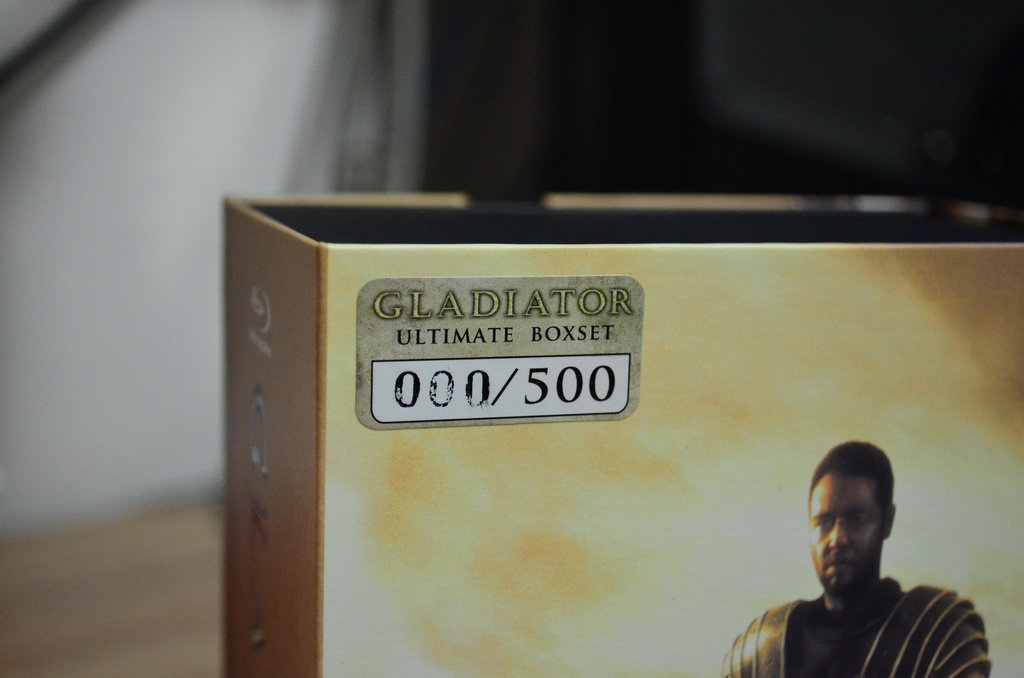 GLADIATOR
ULTIMATE BOXSET
000/500